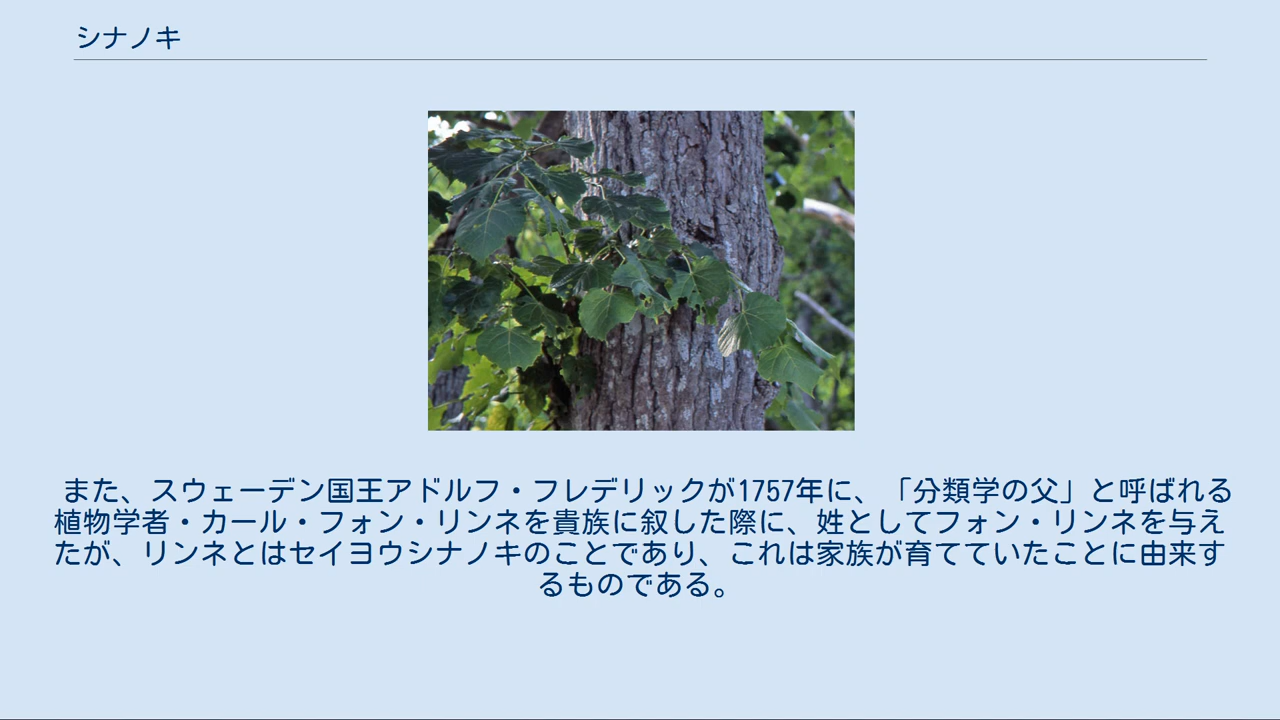 シナノキ
また、スウェーデン国王アドルフ・フレデリックが1757年に、「分類学の父」と呼ばれる
植物学者・カール・フォン・リンネを貴族に叙した際に、姓としてフォン・リンネを与え
たが、リンネとはセイヨウシナノキのことであり、これは家族が育てていたことに由来す
るものである。